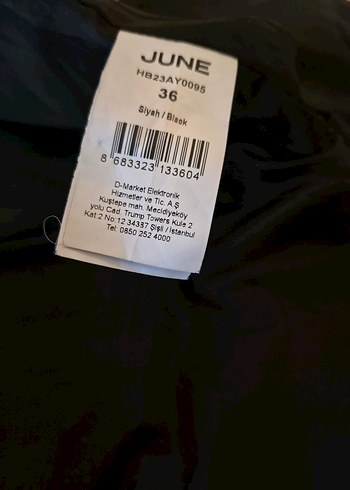 JUNE
HB23AY0095
36
Siyah / Black
8 683323 133604
D-Market Elektronik
Hizmetler ve Tic. A.Ş
Kuştepe mah. Mecidiyeköy
yolu Cad. Trump Towers Kule 2
Kat:2 No:12 34387 Şişli / İstanbul
Tel: 0850 252 4000